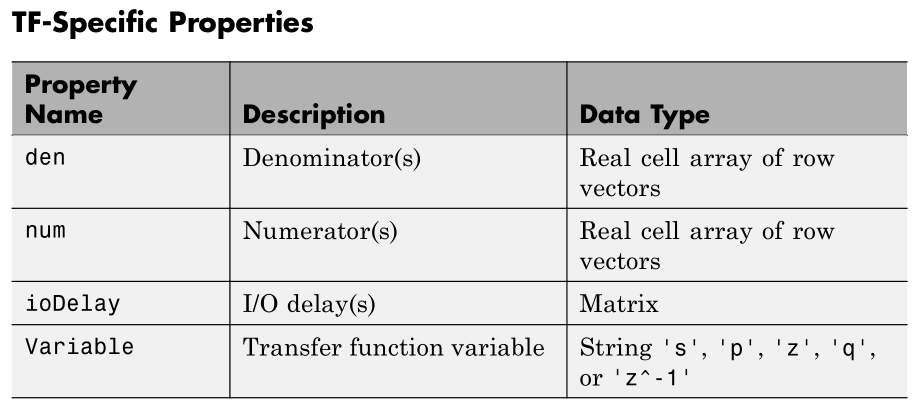 TF-Specific Properties
Property
Name
Description
Data Type
den
Denominator(s)
Real cell array of row
vectors
num
Numerator(s)
Real cell array of row
vectors
ioDelay
I/O delay(s)
Matrix
Variable
Transfer function variable
String 's', 'p', 'z', 'q',
or 'z^-1'